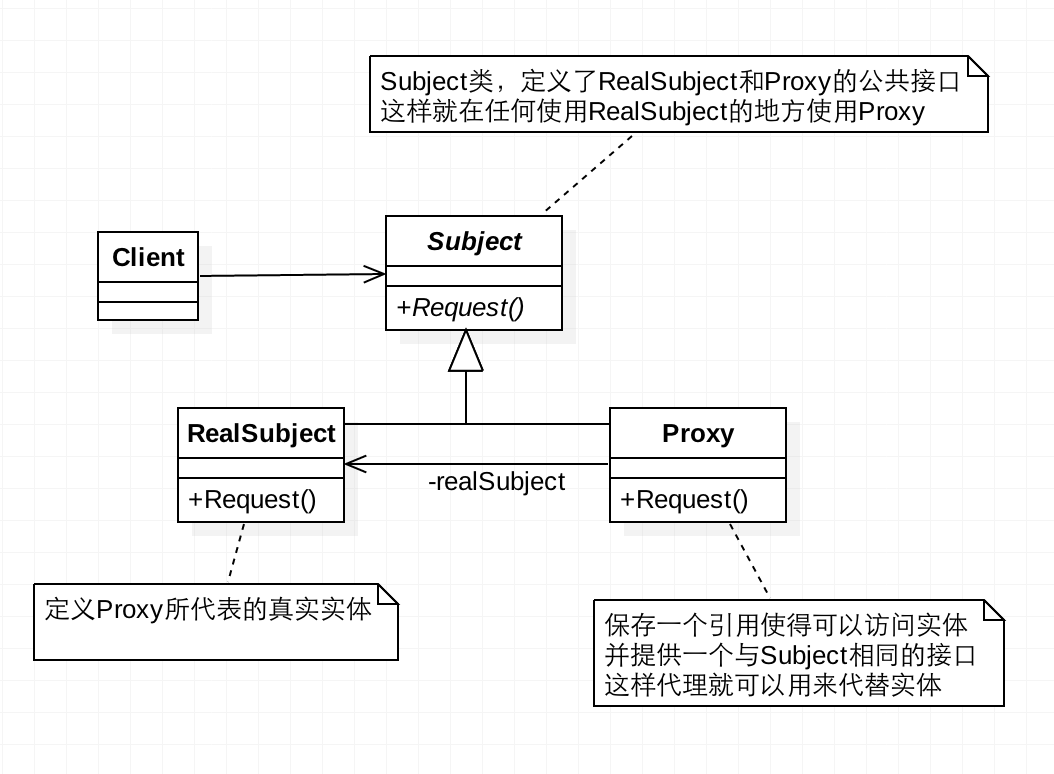 Subject类，定义了RealSubject和Proxy的公共接口
这样就在任何使用RealSubject的地方使用Proxy
Client
Subject
+Request()
RealSubject
+Request()
-realSubject
Proxy
+Request()
定义Proxy所代表的真实实体
保存一个引用使得可以访问实体
并提供一个与Subject相同的接口
这样代理就可以用来代替实体